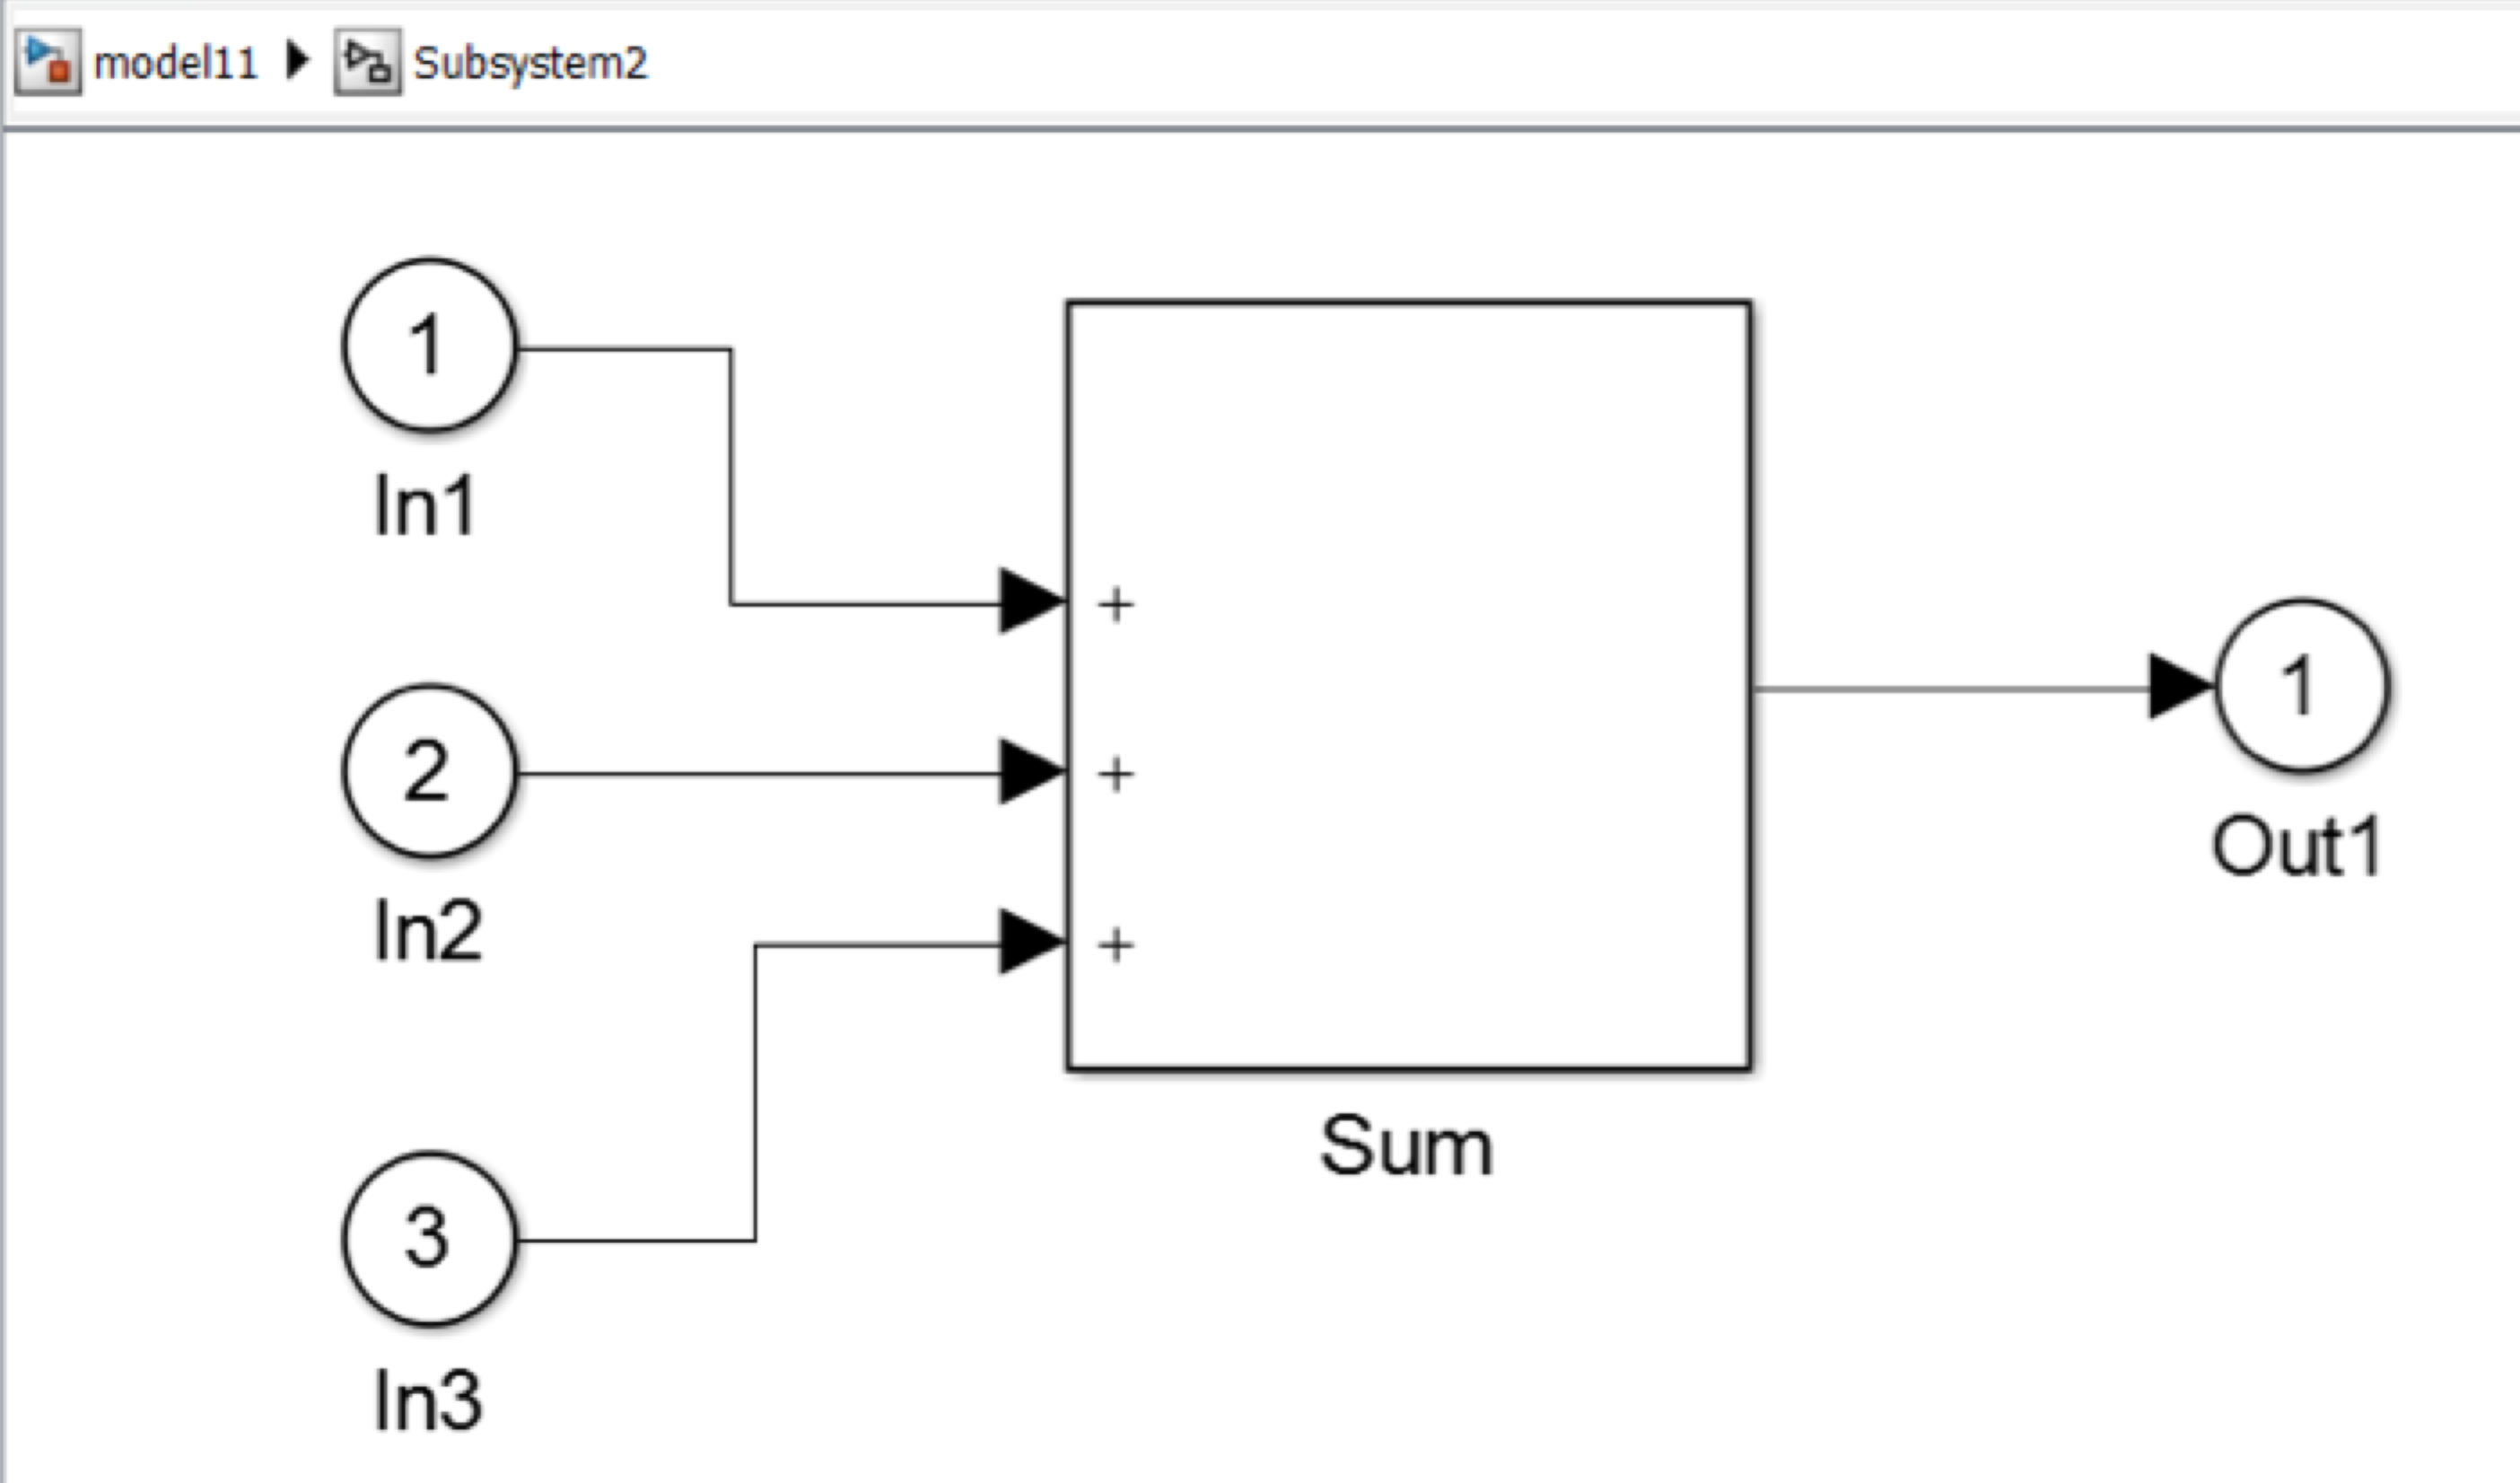 model11 Subsystem2
1
In1
+
2
In2
+
3
In3
+
Sum
1
Out1